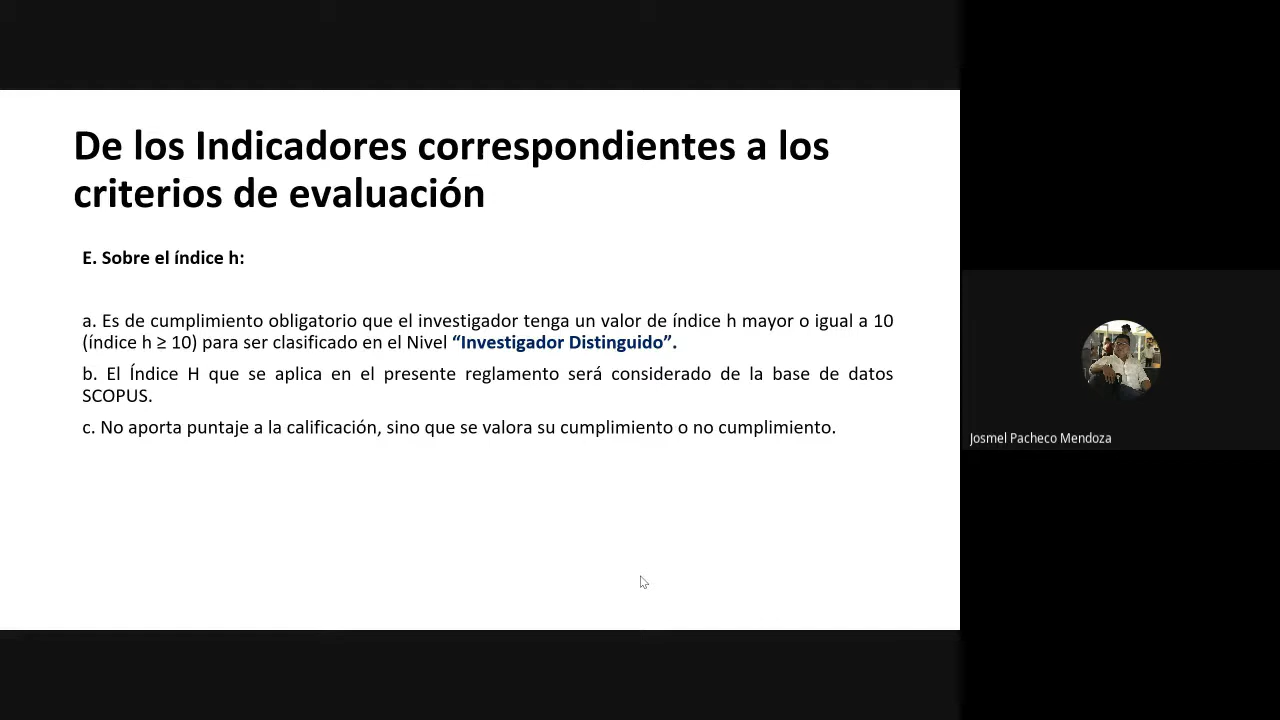 De los Indicadores correspondientes a los
criterios de evaluación
E. Sobre el índice h:
a. Es de cumplimiento obligatorio que el investigador tenga un valor de índice h mayor o igual a 10
(índice h ≥ 10) para ser clasificado en el Nivel “Investigador Distinguido”.
b. El Índice H que se aplica en el presente reglamento será considerado de la base de datos
SCOPUS.
c. No aporta puntaje a la calificación, sino que se valora su cumplimiento o no cumplimiento.
Josmel Pacheco Mendoza